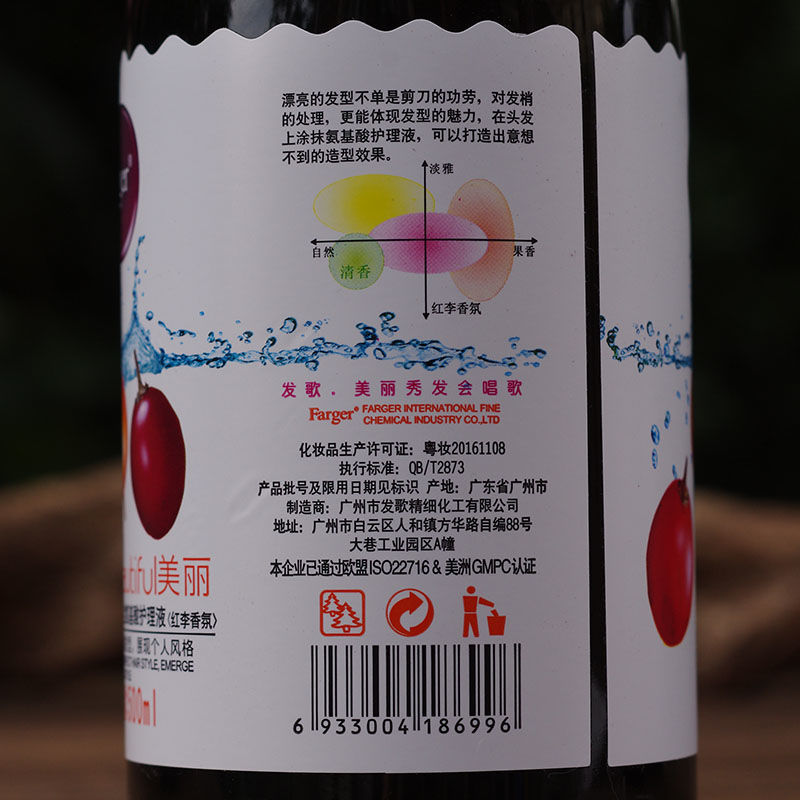 漂亮的发型不单是剪刀的功劳，对发梢
的处理，更能体现发型的魅力，在头发
上涂抹氨基酸护理液，可以打造出意想
不到的造型效果。
淡雅
自然
果香
清香
红李香氛
发歌。美丽秀发会唱歌
Farger® FARGER INTERNATIONAL FINE
CHEMICAL INDUSTRY CO.,LTD
化妆品生产许可证：粤妆20161108
执行标准：QB/T2873
产品批号及限用日期见标识 产地：广东省广州市
制造商：广州市发歌精细化工有限公司
地址：广州市白云区人和镇方华路自编88号
大巷工业园区A幢
本企业已通过欧盟ISO22716 & 美洲GMPC认证
美丽
基酸护理液（红李香氛）
展现个人风格
HAIR STYLE, EMERGE
500ml
6 933004 186996